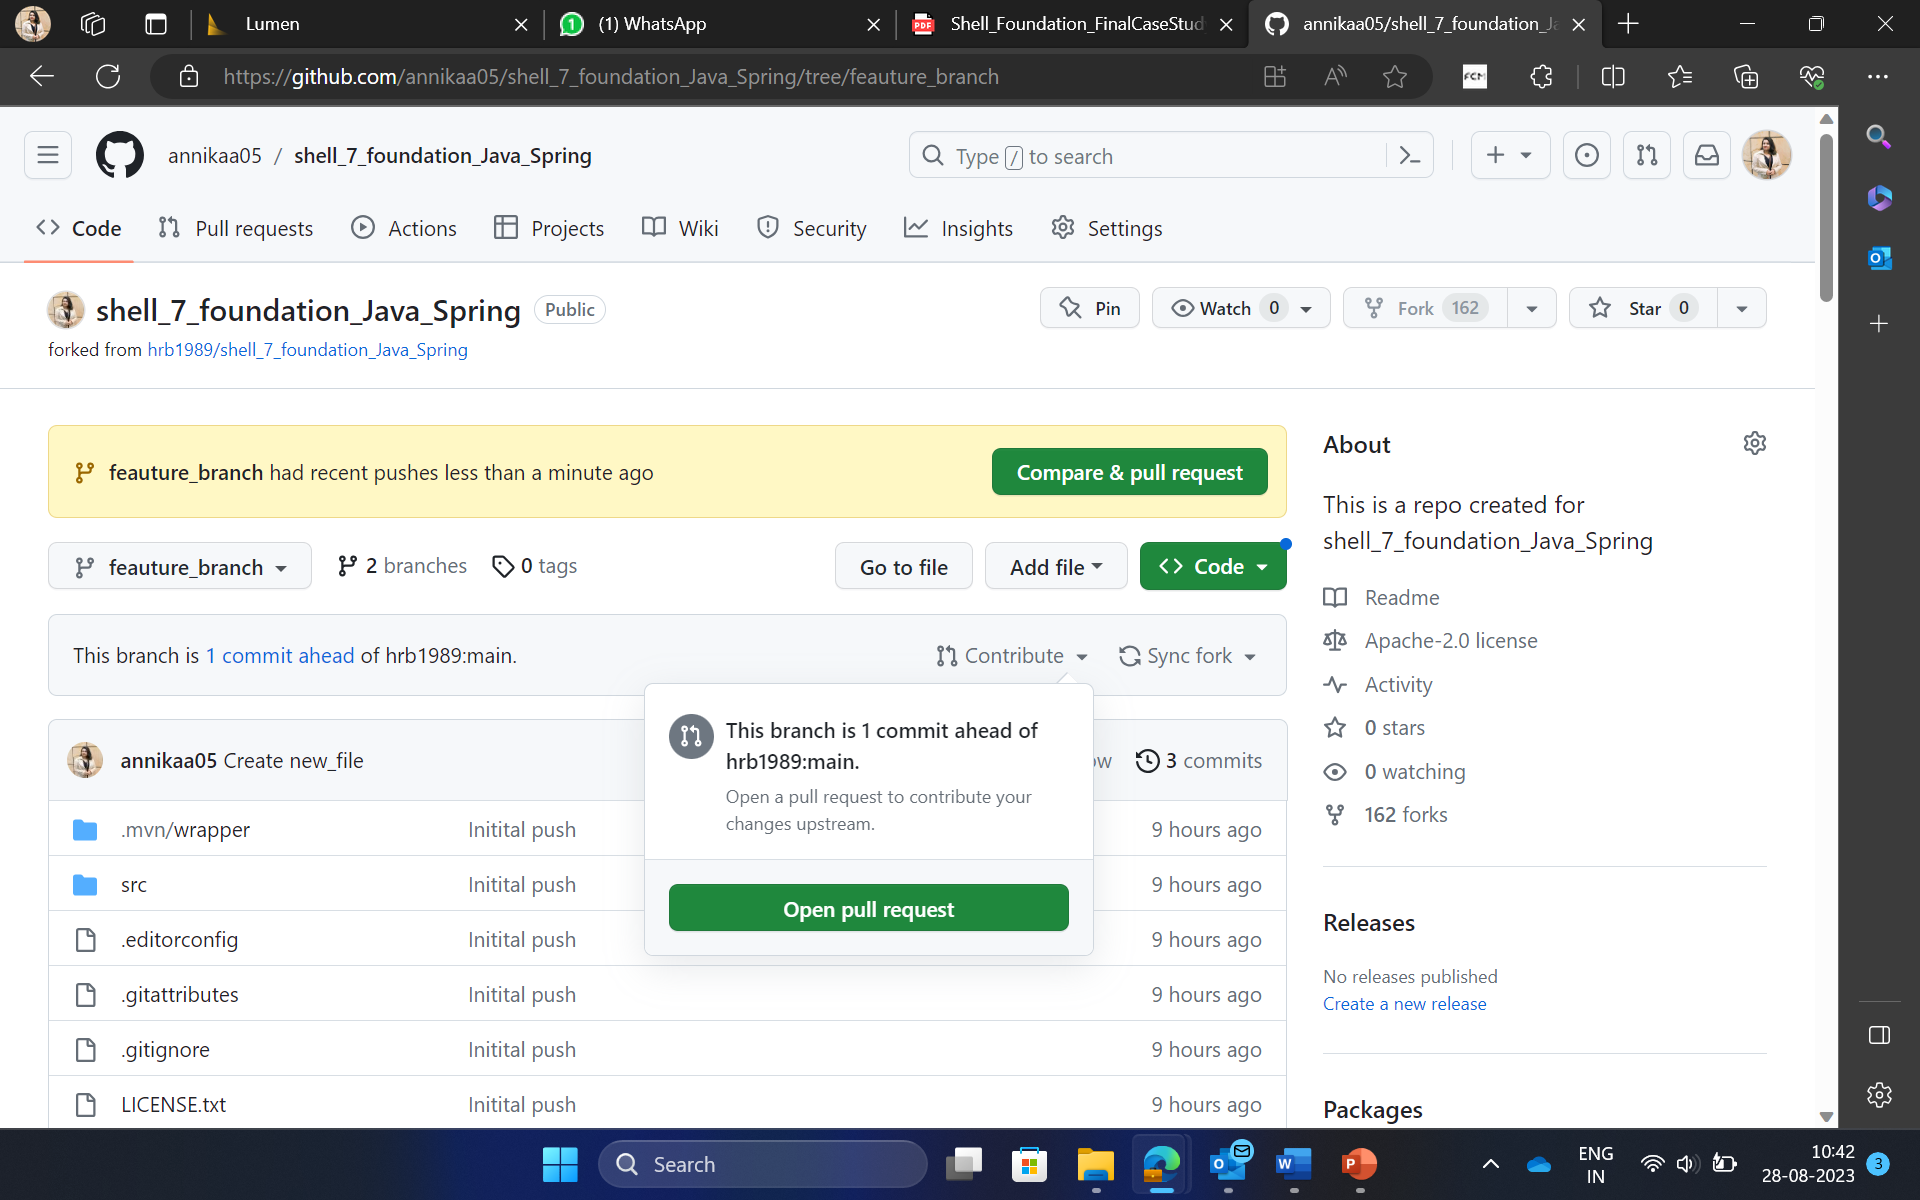 Lumen
(1) WhatsApp
Shell_Foundation_FinalCaseStud
annikaa05/shell_7_foundation_Ja
https://github.com/annikaa05/shell_7_foundation_Java_Spring/tree/feauture_branch
annikaa05 / shell_7_foundation_Java_Spring
Type / to search
Code
Pull requests
Actions
Projects
Wiki
Security
Insights
Settings
shell_7_foundation_Java_Spring Public
Pin
Watch 0
Fork 162
Star 0
forked from hrb1989/shell_7_foundation_Java_Spring
feauture_branch had recent pushes less than a minute ago
Compare & pull request
feauture_branch
2 branches
0 tags
Go to file
Add file
Code
This branch is 1 commit ahead of hrb1989:main.
Contribute
Sync fork
This branch is 1 commit ahead of
hrb1989:main.
Open a pull request to contribute your
changes upstream.
Open pull request
annikaa05 Create new_file
ow
3 commits
.mvn/wrapper Initital push 9 hours ago
src Initital push 9 hours ago
.editorconfig Initital push 9 hours ago
.gitattributes Initital push 9 hours ago
.gitignore Initital push 9 hours ago
LICENSE.txt Initital push 9 hours ago
About
This is a repo created for
shell_7_foundation_Java_Spring
Readme
Apache-2.0 license
Activity
0 stars
0 watching
162 forks
Releases
No releases published
Create a new release
Packages
Search
ENG
IN
10:42
28-08-2023
3